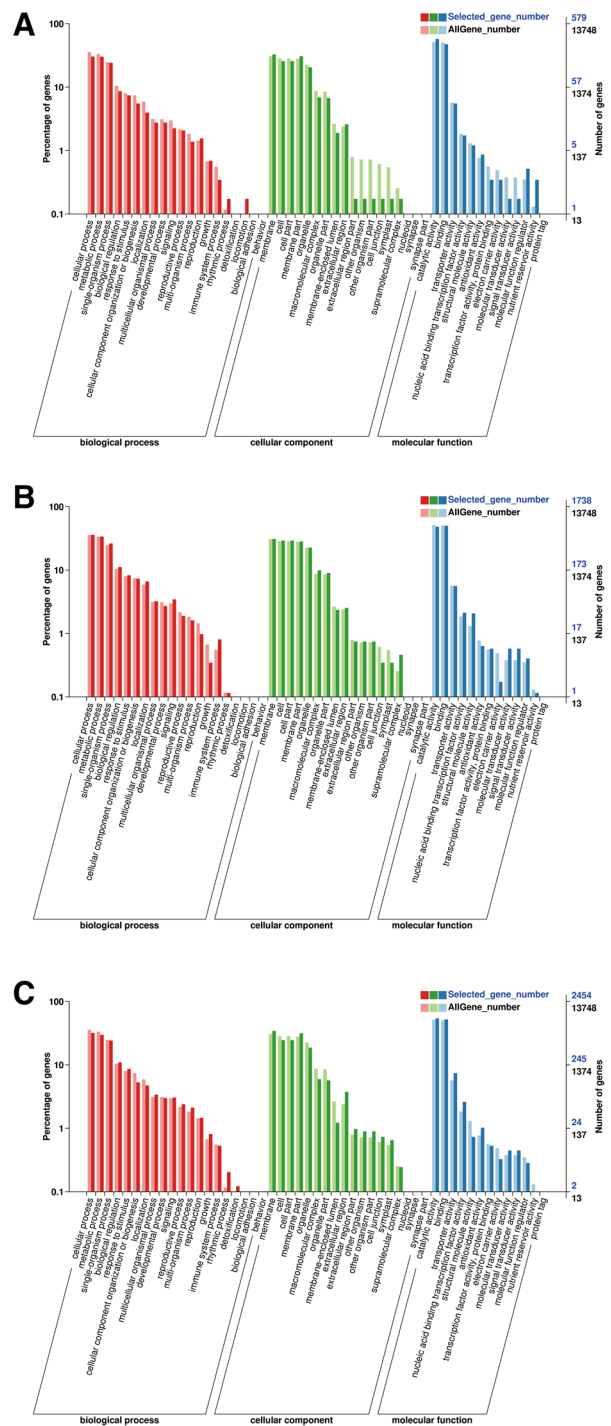 A
Selected_gene_number
AllGene_number
579
13748
57
1374
5
137
1
13
100
10
1
0.1
Percentage of genes
Number of genes
cellular process
metabolic process
single-organism process
biological regulation
response to stimulus
cellular component organization or biogenesis
localization
multicellular organismal process
developmental process
signaling
reproductive process
multi-organism process
reproduction
growth
immune system process
rhythmic process
detoxification
locomotion
biological adhesion
behavior
membrane
cell
cell part
membrane part
organelle
macromolecular complex
organelle part
membrane-enclosed lumen
extracellular region
extracellular region part
other organism
other organism part
cell junction
symplast
supramolecular complex
nucleoid
synapse
synapse part
catalytic activity
binding
transporter activity
nucleic acid binding transcription factor activity
structural molecule activity
antioxidant activity
transcription factor activity, protein binding
electron carrier activity
molecular transducer activity
signal transducer activity
molecular function regulator
nutrient reservoir activity
protein tag
biological process
cellular component
molecular function
B
Selected_gene_number
AllGene_number
1738
13748
173
1374
17
137
1
13
100
10
1
0.1
Percentage of genes
Number of genes
cellular process
metabolic process
single-organism process
biological regulation
response to stimulus
cellular component organization or biogenesis
localization
multicellular organismal process
developmental process
signaling
reproductive process
multi-organism process
reproduction
growth
immune system process
rhythmic process
detoxification
locomotion
biological adhesion
behavior
membrane
cell
cell part
membrane part
organelle
macromolecular complex
organelle part
membrane-enclosed lumen
extracellular region
extracellular region part
other organism
other organism part
cell junction
symplast
supramolecular complex
nucleoid
synapse
synapse part
catalytic activity
binding
transporter activity
nucleic acid binding transcription factor activity
structural molecule activity
antioxidant activity
transcription factor activity, protein binding
electron carrier activity
molecular transducer activity
signal transducer activity
molecular function regulator
nutrient reservoir activity
protein tag
biological process
cellular component
molecular function
C
Selected_gene_number
AllGene_number
2454
13748
245
1374
24
137
2
13
100
10
1
0.1
Percentage of genes
Number of genes
cellular process
metabolic process
single-organism process
biological regulation
response to stimulus
cellular component organization or biogenesis
localization
multicellular organismal process
developmental process
signaling
reproductive process
multi-organism process
reproduction
growth
immune system process
rhythmic process
detoxification
locomotion
biological adhesion
behavior
membrane
cell
cell part
membrane part
organelle
macromolecular complex
organelle part
membrane-enclosed lumen
extracellular region
extracellular region part
other organism
other organism part
cell junction
symplast
supramolecular complex
nucleoid
synapse
synapse part
catalytic activity
binding
transporter activity
nucleic acid binding transcription factor activity
structural molecule activity
antioxidant activity
transcription factor activity, protein binding
electron carrier activity
molecular transducer activity
signal transducer activity
molecular function regulator
nutrient reservoir activity
protein tag
biological process
cellular component
molecular function